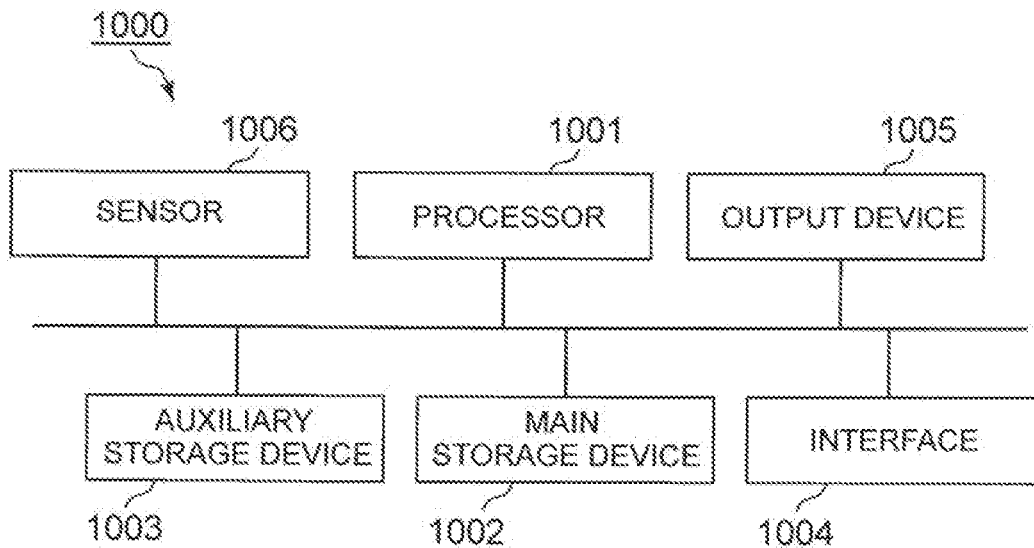 1000
1006
1001
1005
SENSOR
PROCESSOR
OUTPUT DEVICE
AUXILIARY
STORAGE DEVICE
MAIN
STORAGE DEVICE
INTERFACE
1003
1002
1004